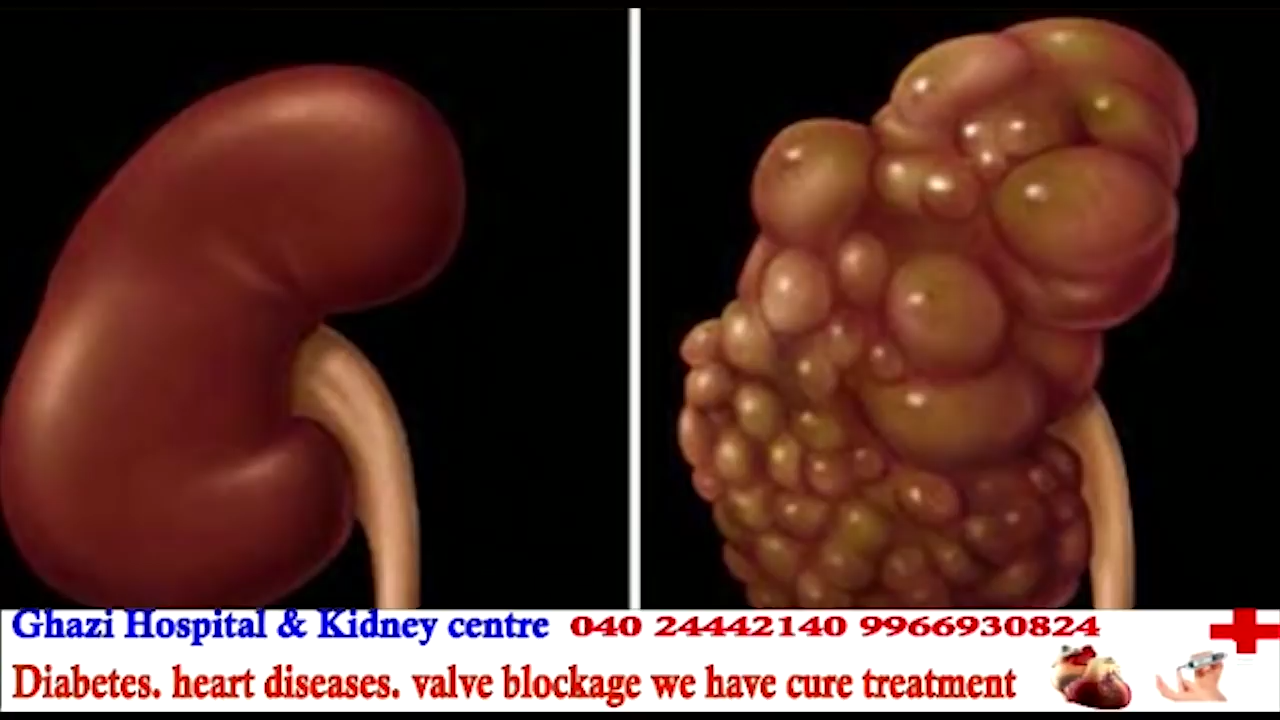 Ghazi Hospital & Kidney centre 040 24442140 9966930824
Diabetes. heart diseases. valve blockage we have cure treatment